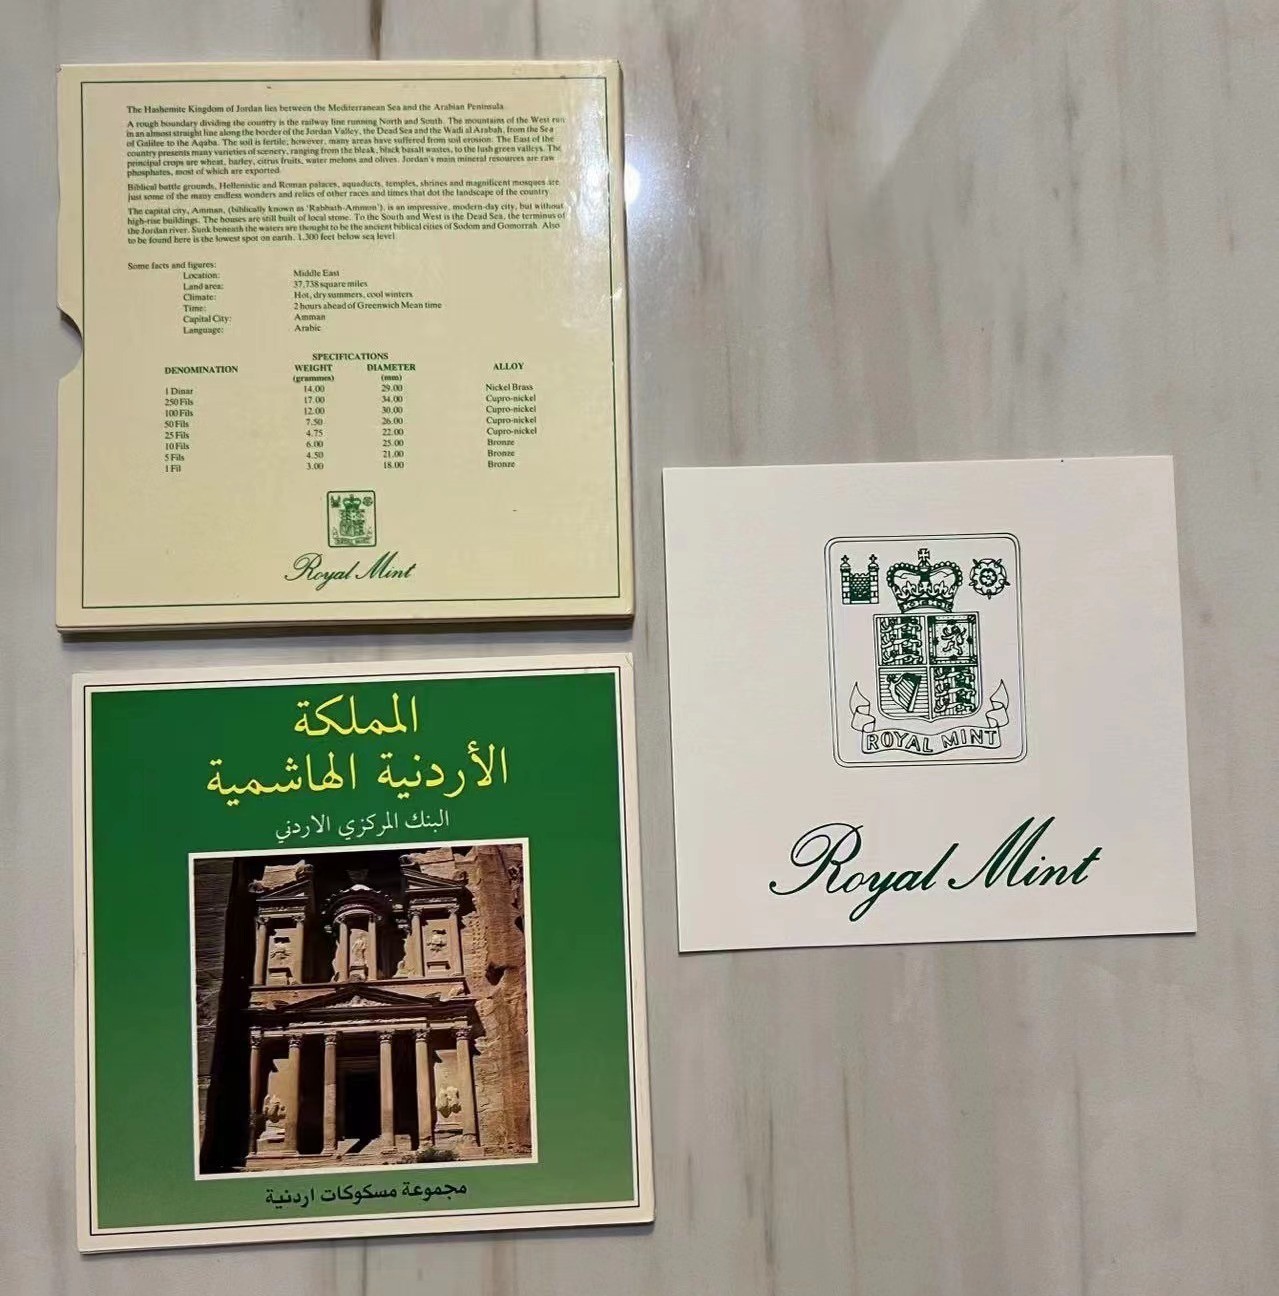 The Hashemite Kingdom of Jordan lies between the Mediterranean Sea and the Arabian Peninsula.
A rough boundary dividing the country is the railway line running North and South. The mountains of the West run
in an almost straight line along the border of the Jordan Valley, the Dead Sea and the Wadi al Arabah, from the Sea
of Galilee to the Aqaba. The soil is fertile; however, many areas have suffered from soil erosion. The East of the
country presents many varieties of scenery, ranging from the bleak, black basalt wastes, to the lush green valleys. The
principal crops are wheat, barley, citrus fruits, water melons and olives. Jordan's main mineral resources are raw
phosphates, most of which are exported.
Biblical battle grounds, Hellenistic and Roman palaces, aquaducts, temples, shrines and magnificent mosques are
just some of the many endless wonders and relics of other races and times that dot the landscape of the country.
The capital city, Amman, (biblically known as 'Rabbath-Ammon'), is an impressive, modern-day city, but without
high-rise buildings. The houses are still built of local stone. To the South and West is the Dead Sea, the terminus of
the Jordan river. Sunk beneath the waters are thought to be the ancient biblical cities of Sodom and Gomorrah. Also
to be found here is the lowest spot on earth, 1,300 feet below sea level.
Some facts and figures:
Location: Middle East
Land area: 37,738 square miles
Climate: Hot, dry summers, cool winters
Time: 2 hours ahead of Greenwich Mean time
Capital City: Amman
Language: Arabic
SPECIFICATIONS
DENOMINATION WEIGHT DIAMETER ALLOY
(grammes) (mm)
1 Dinar 14.00 29.00 Nickel Brass
250 Fils 17.00 34.00 Cupro-nickel
100 Fils 12.00 30.00 Cupro-nickel
50 Fils 7.50 26.00 Cupro-nickel
25 Fils 4.75 22.00 Cupro-nickel
10 Fils 6.00 25.00 Bronze
5 Fils 4.50 21.00 Bronze
1 Fil 3.00 18.00 Bronze
ROYAL MINT
Royal Mint
المملكة
الأردنية الهاشمية
البنك المركزي الاردني
مجموعة مسكوكات اردنية
ROYAL MINT
Royal Mint